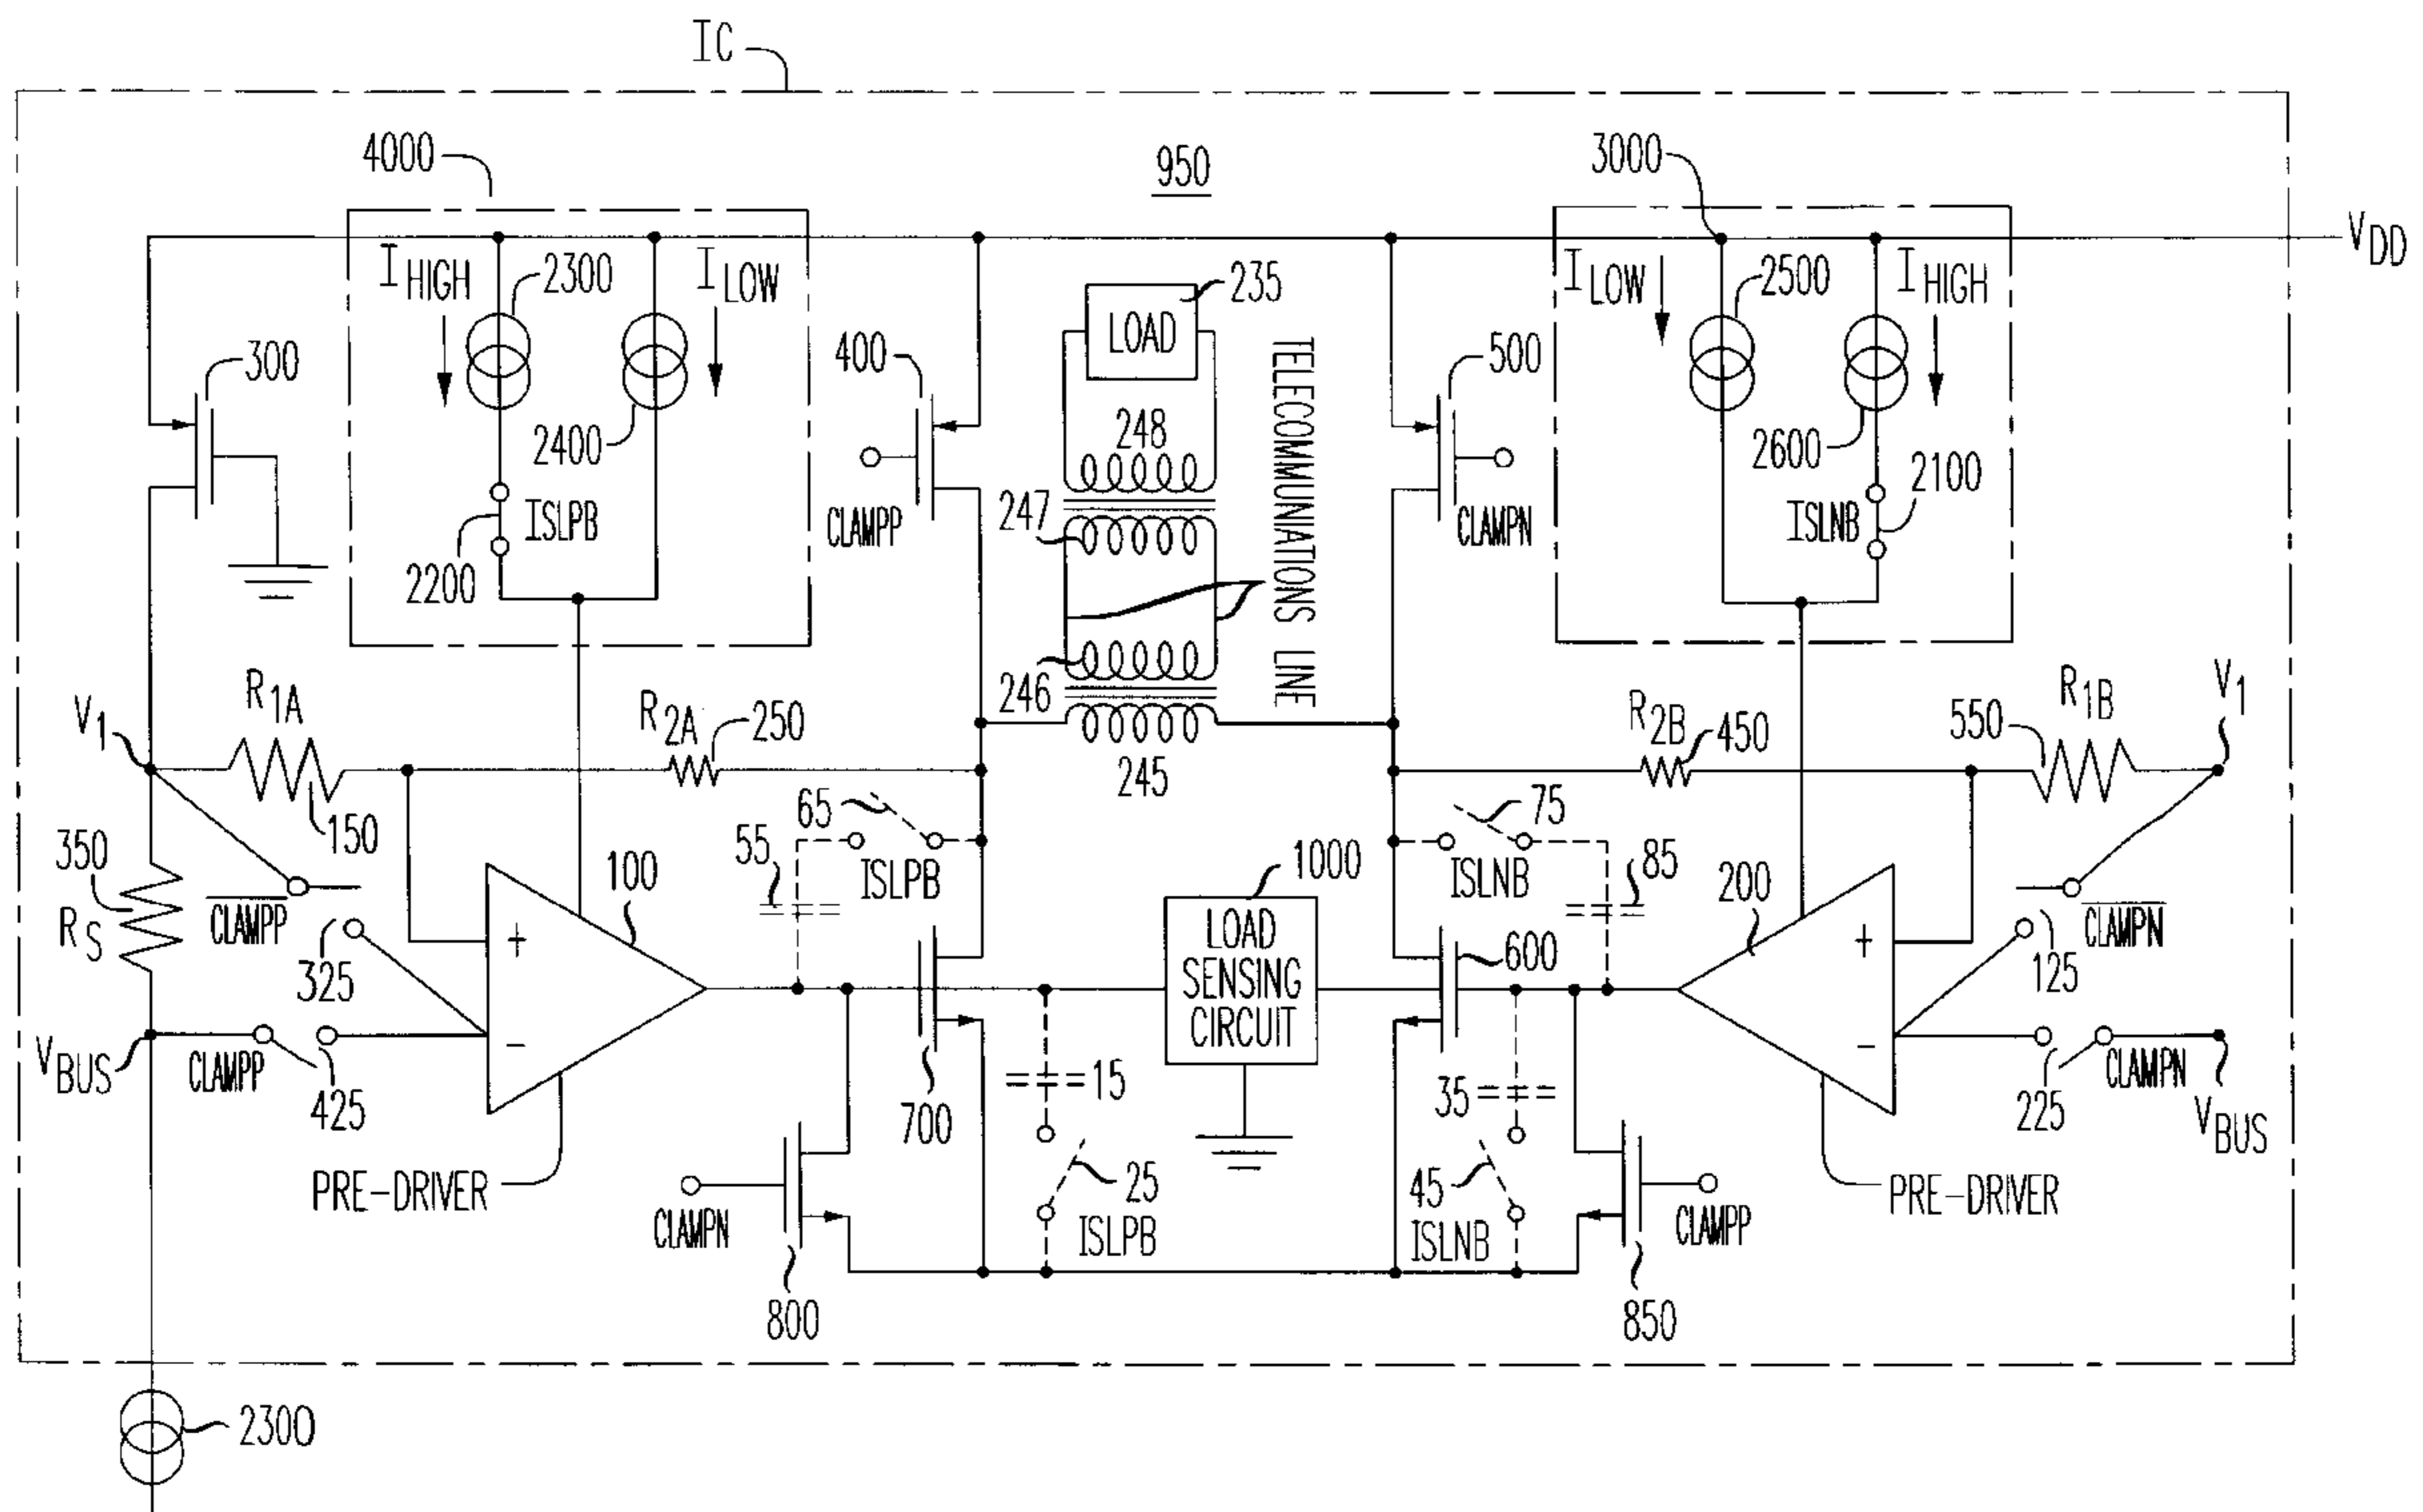 IC
4000
950
3000
VDD
IHIGH
2300
ILOW
ILOW
2500
IHIGH
235
LOAD
TELECOMMUNIATIONS LINE
300
400
500
2400
248
2600
2100
ISLPB
CLAMPP
247
CLAMPN
ISLNB
2200
246
V1
R1A
R2A
250
R2B
450
550
R1B
V1
245
150
65
75
350
55
100
ISLPB
1000
ISLNB
85
200
RS
CLAMPP
+
LOAD
SENSING
CIRCUIT
600
+
CLAMPN
325
125
VBUS
CLAMPP
425
−
700
15
35
−
225
CLAMPN
VBUS
PRE-DRIVER
CLAMPN
25
ISLPB
45
ISLNB
CLAMPP
PRE-DRIVER
800
850
2300